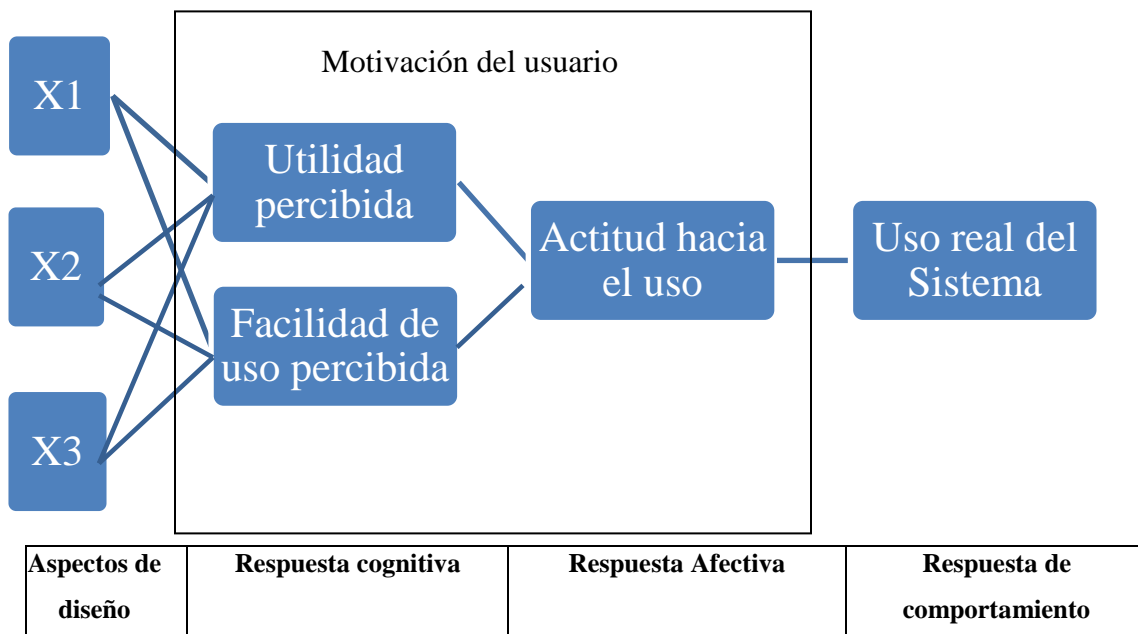 Motivación del usuario
X1
X2
X3
Utilidad
percibida
Facilidad de
uso percibida
Actitud hacia
el uso
Uso real del
Sistema
Aspectos de
diseño
Respuesta cognitiva
Respuesta Afectiva
Respuesta de
comportamiento